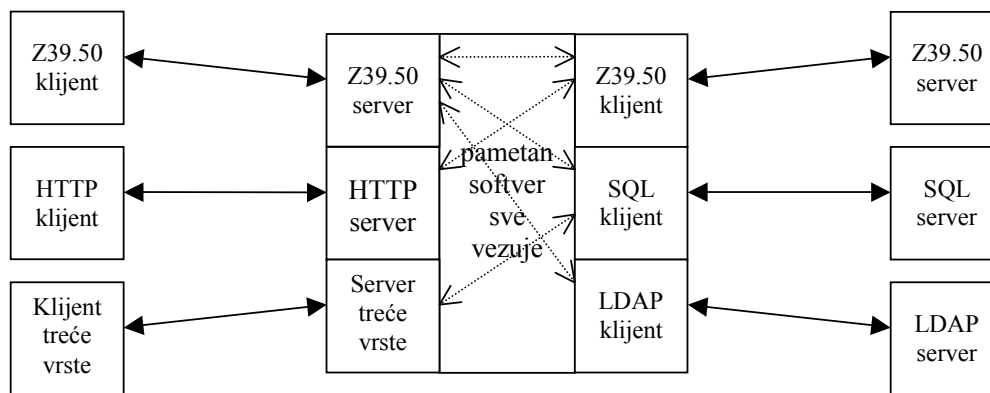 Z39.50
klijent
Z39.50
server
Z39.50
klijent
Z39.50
server
HTTP
klijent
HTTP
server
pametan
softver
sve
vezuje
SQL
klijent
SQL
server
Klijent
treće
vrste
Server
treće
vrste
LDAP
klijent
LDAP
server